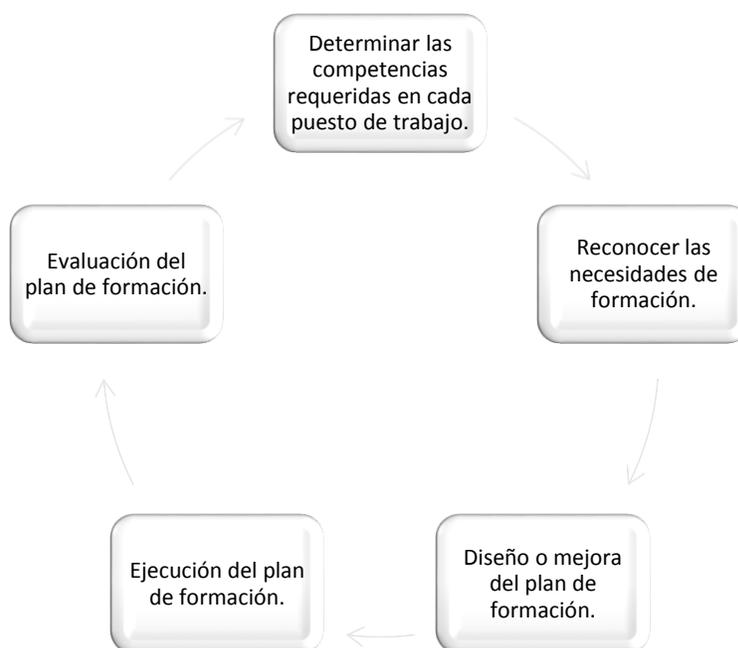 Determinar las
competencias
requeridas en cada
puesto de trabajo.
Reconocer las
necesidades de
formación.
Diseño o mejora
del plan de
formación.
Ejecución del plan
de formación.
Evaluación del
plan de formación.